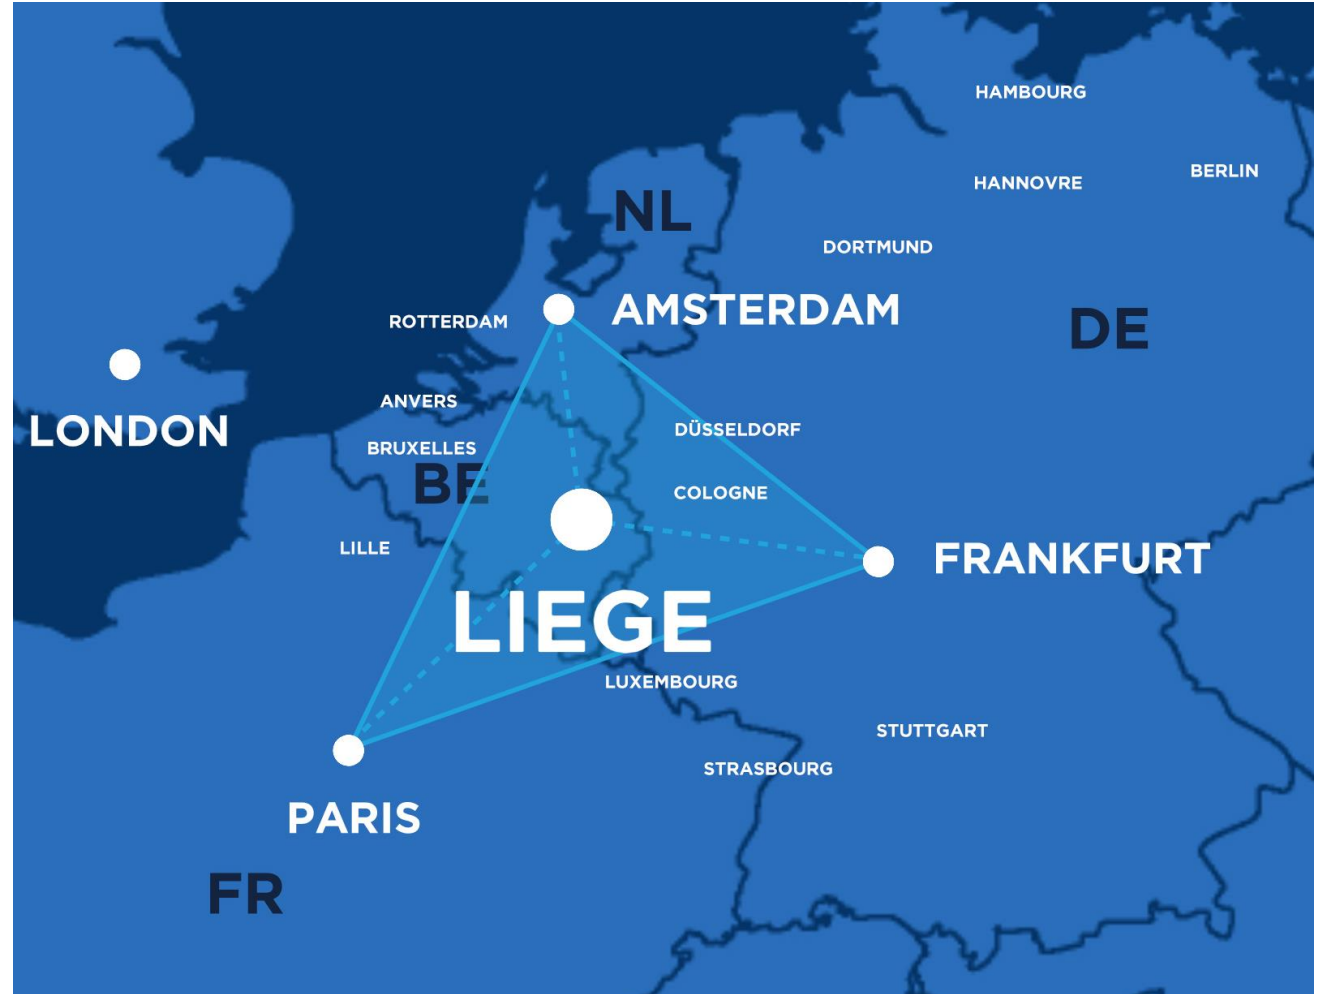 HAMBOURG
BERLIN
HANNOVRE
NL
DORTMUND
AMSTERDAM
ROTTERDAM
DE
ANVERS
LONDON
DÜSSELDORF
BRUXELLES
BE
COLOGNE
LILLE
FRANKFURT
LIEGE
LUXEMBOURG
STUTTGART
STRASBOURG
PARIS
FR